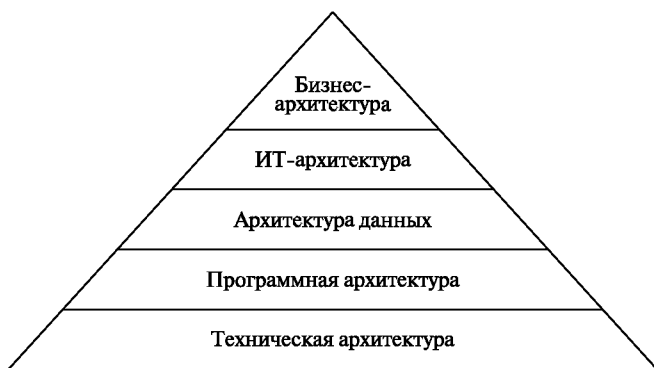 Бизнес-
архитектура
ИТ-архитектура
Архитектура данных
Программная архитектура
Техническая архитектура